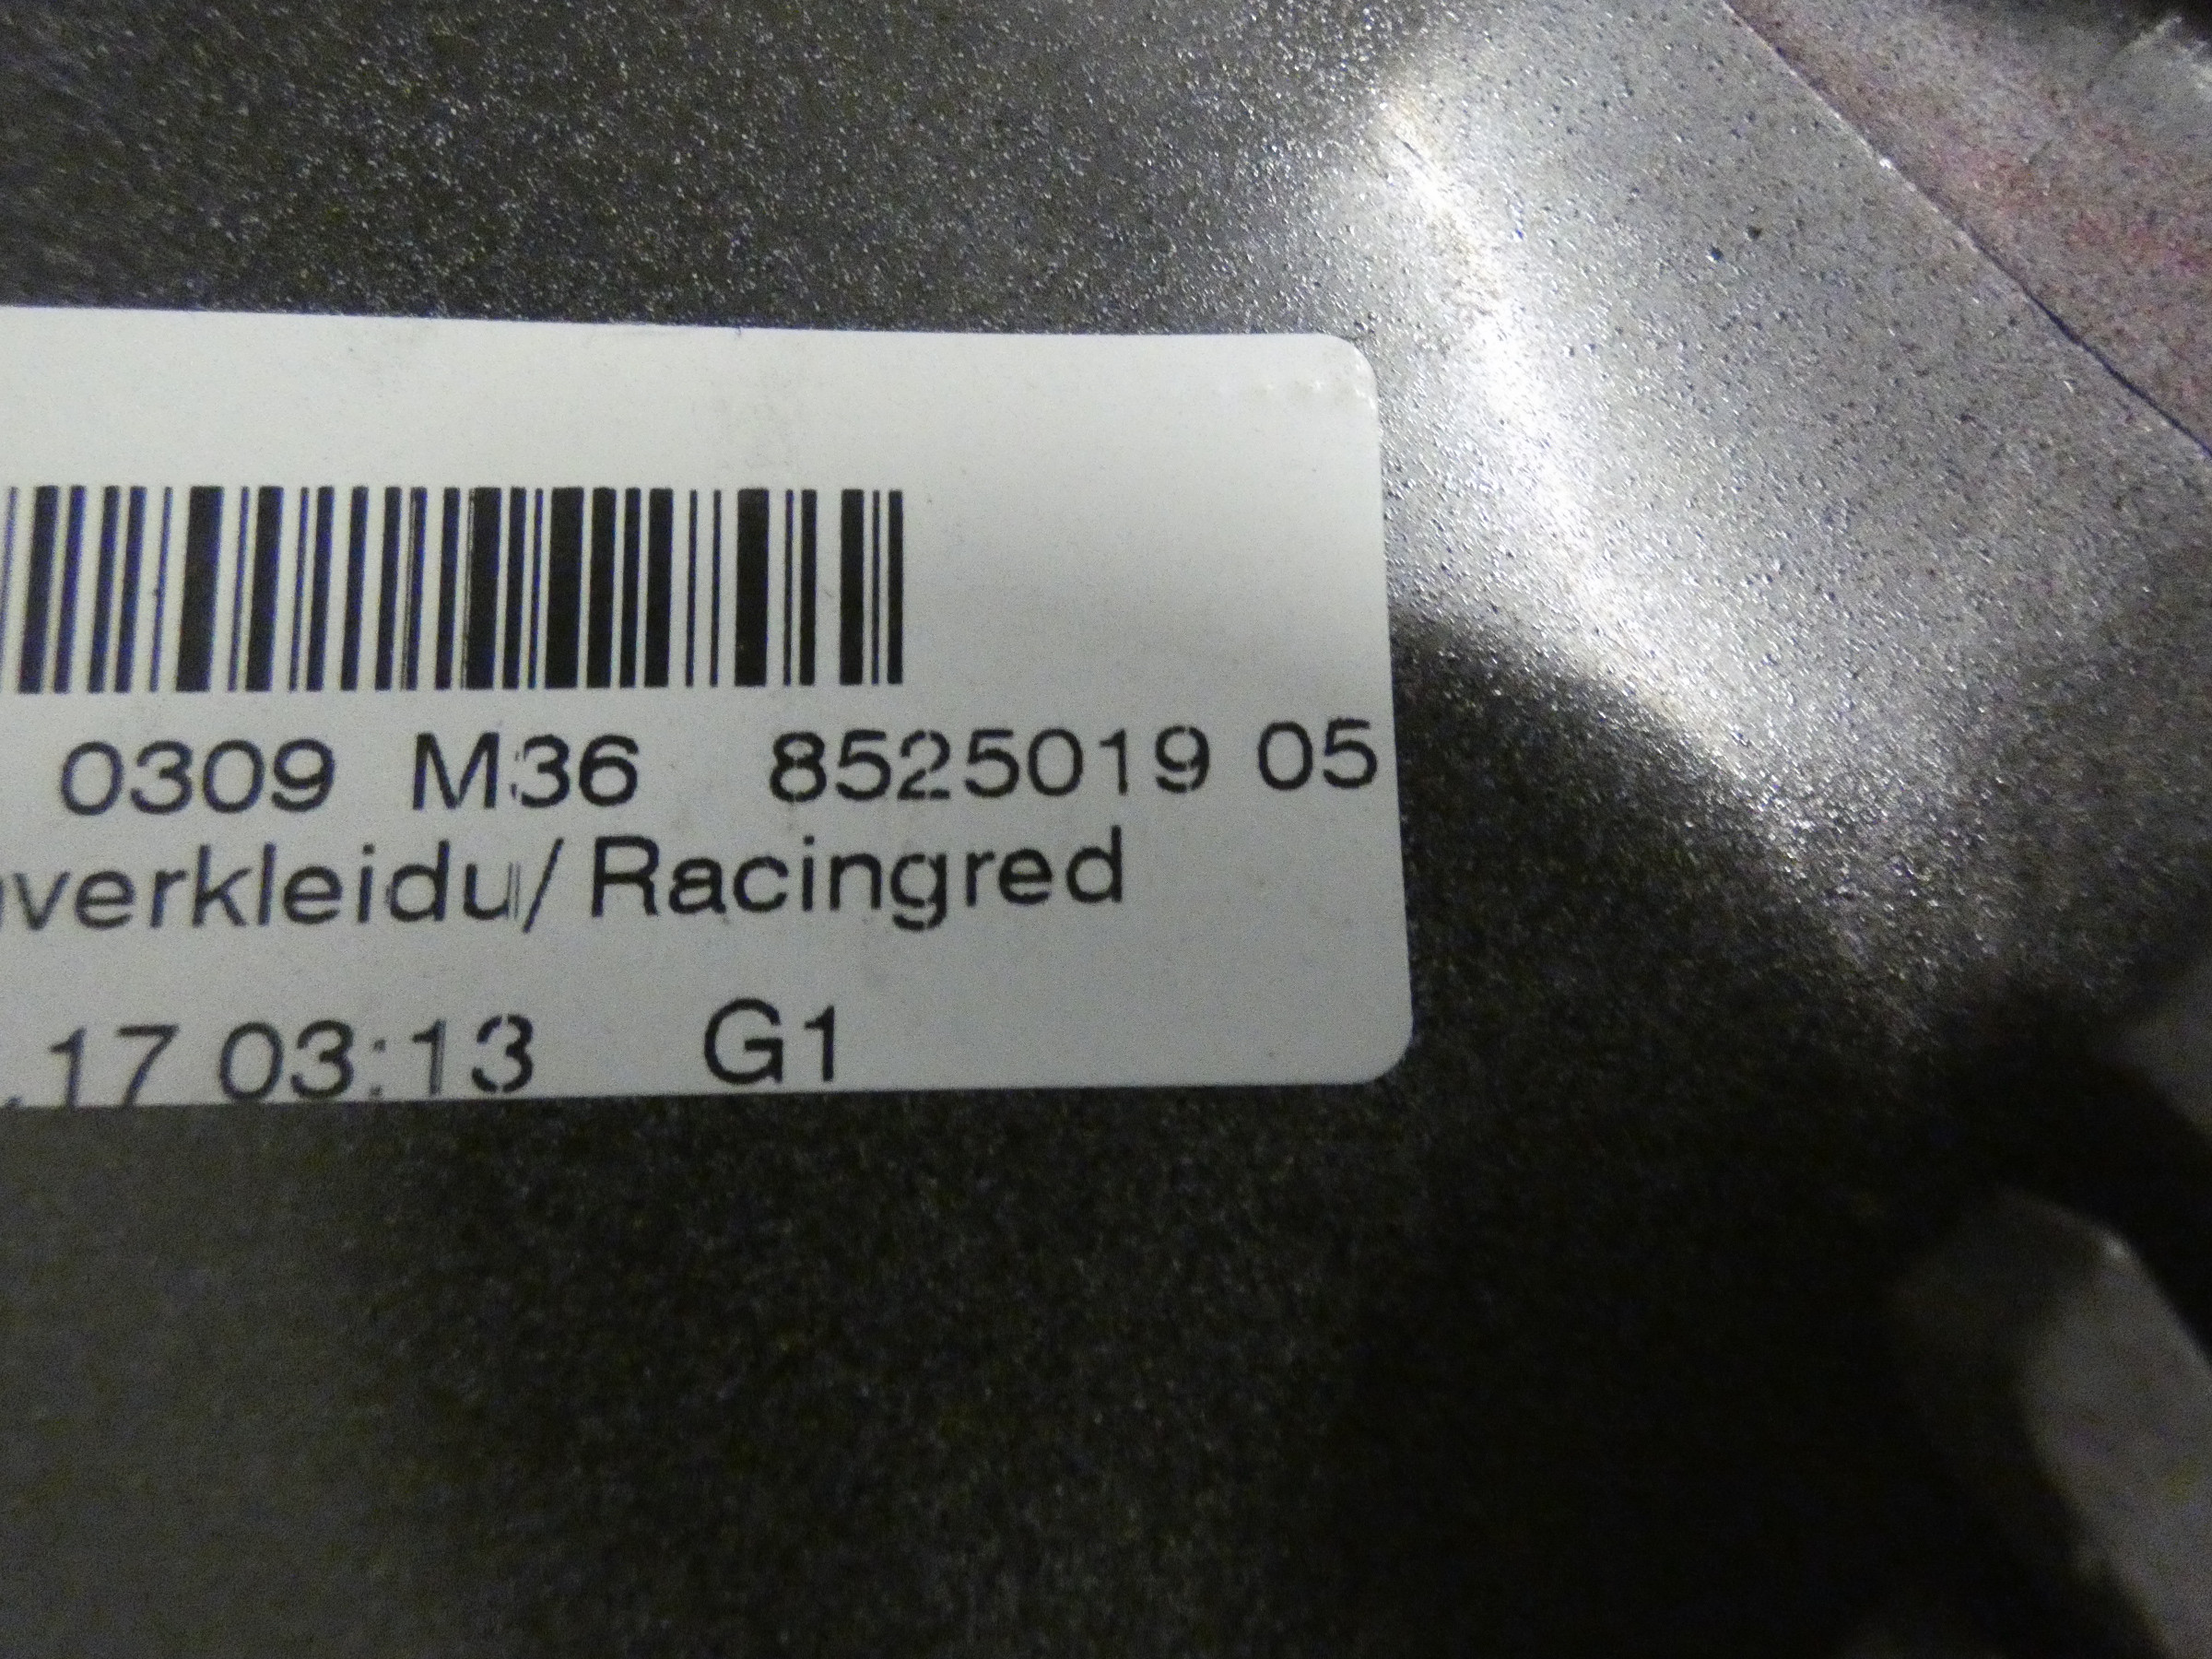 0309 M36 8525019 05
verkleidu/ Racingred
.17 03:13 G1